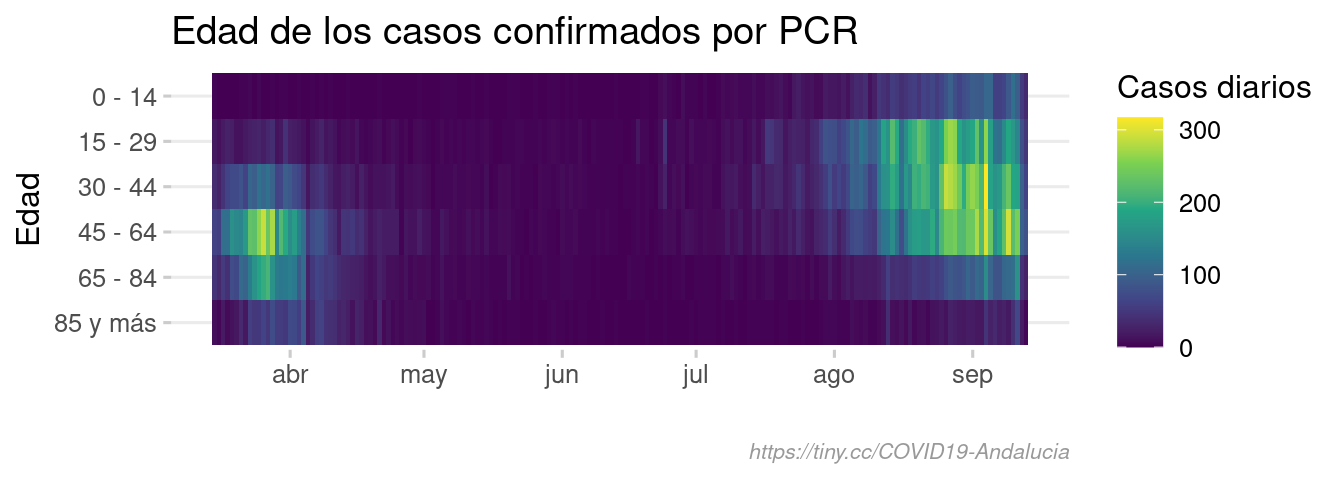 Edad de los casos confirmados por PCR
Edad
0 - 14
15 - 29
30 - 44
45 - 64
65 - 84
85 y más
abr may jun jul ago sep
Casos diarios
300
200
100
0
https://tiny.cc/COVID19-Andalucia